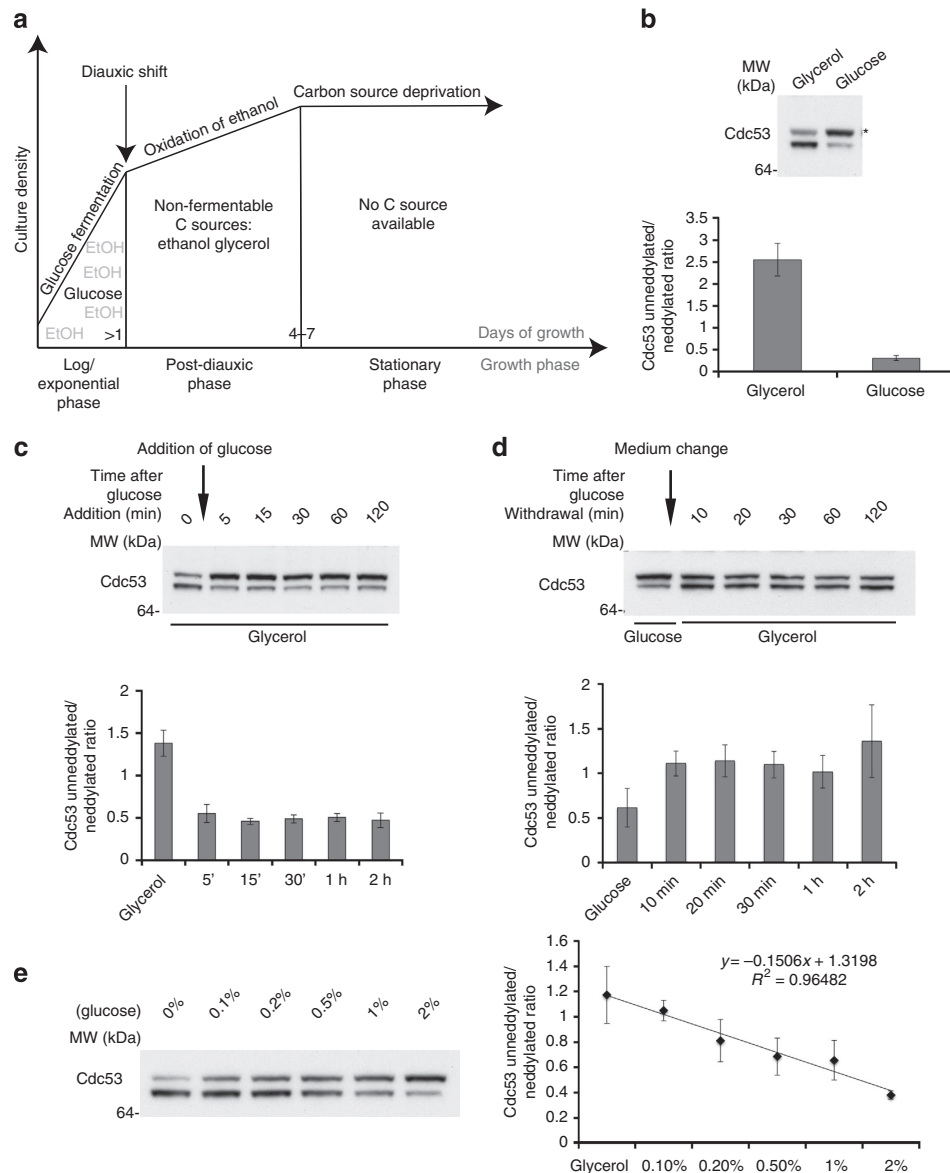 a
Culture density
Diauxic shift
Glucose fermentation
Oxidation of ethanol
Carbon source deprivation
Non-fermentable
C sources:
ethanol glycerol
No C source
available
EtOH
EtOH
Glucose
EtOH
EtOH
>1
4–7
Days of growth
Log/
exponential
phase
Post-diauxic
phase
Stationary
phase
Growth phase
b
MW
(kDa)
Glycerol
Glucose
Cdc53
*
64-
Cdc53 unneddylated/
neddylated ratio
3.5
3
2.5
2
1.5
1
0.5
0
Glycerol
Glucose
c
Addition of glucose
Time after
glucose
Addition (min)
0
5
15
30
60
120
MW (kDa)
Cdc53
64-
Glycerol
Cdc53 unneddylated/
neddylated ratio
2
1.5
1
0.5
0
Glycerol
5’
15’
30’
1 h
2 h
d
Medium change
Time after
glucose
Withdrawal (min)
10
20
30
60
120
MW (kDa)
Cdc53
64-
Glucose
Glycerol
Cdc53 unneddylated/
neddylated ratio
2
1.5
1
0.5
0
Glucose
10 min
20 min
30 min
1 h
2 h
e
(glucose)
0%
0.1%
0.2%
0.5%
1%
2%
MW (kDa)
Cdc53
64-
Cdc53 unneddylated/
neddylated ratio
1.6
1.4
1.2
1
0.8
0.6
0.4
0.2
0
y = −0.1506x + 1.3198
R² = 0.96482
Glycerol
0.10%
0.20%
0.50%
1%
2%